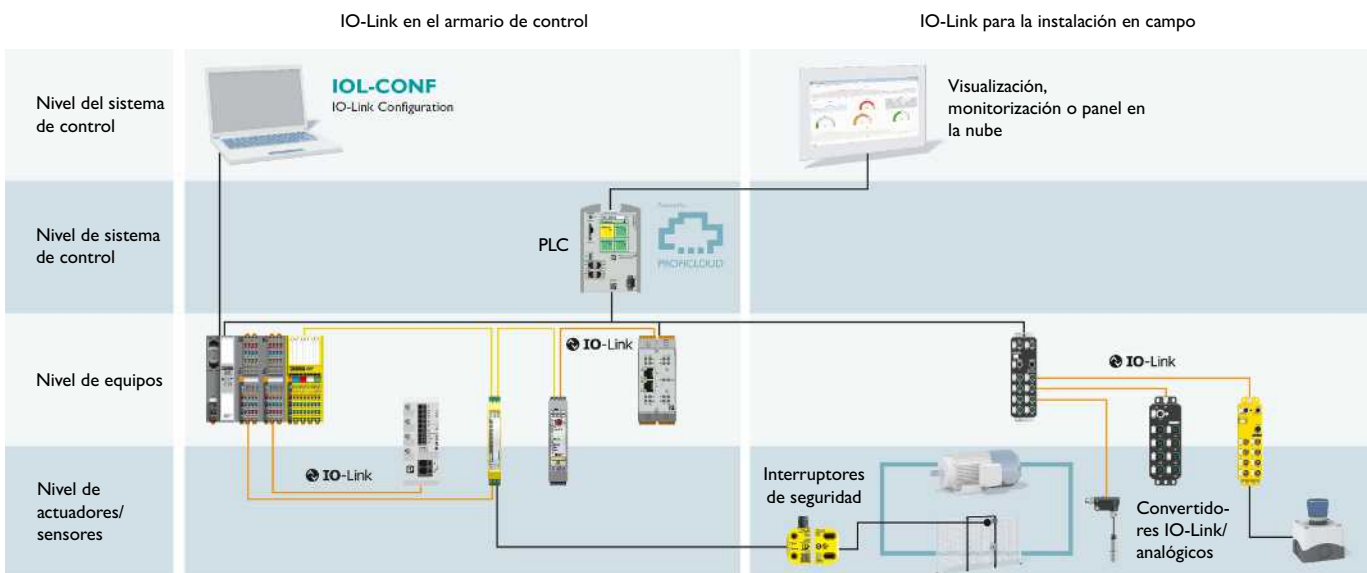 IO-Link en el armario de control
IO-Link para la instalación en campo
Nivel del sistema
de control
IOL-CONF
IO-Link Configuration
Visualización,
monitorización o panel en
la nube
Nivel de sistema
de control
PLC
PROFICLOUD
Nivel de equipos
IO-Link
IO-Link
Nivel de
actuadores/
sensores
IO-Link
Interruptores
de seguridad
Convertido-
res IO-Link/
analógicos